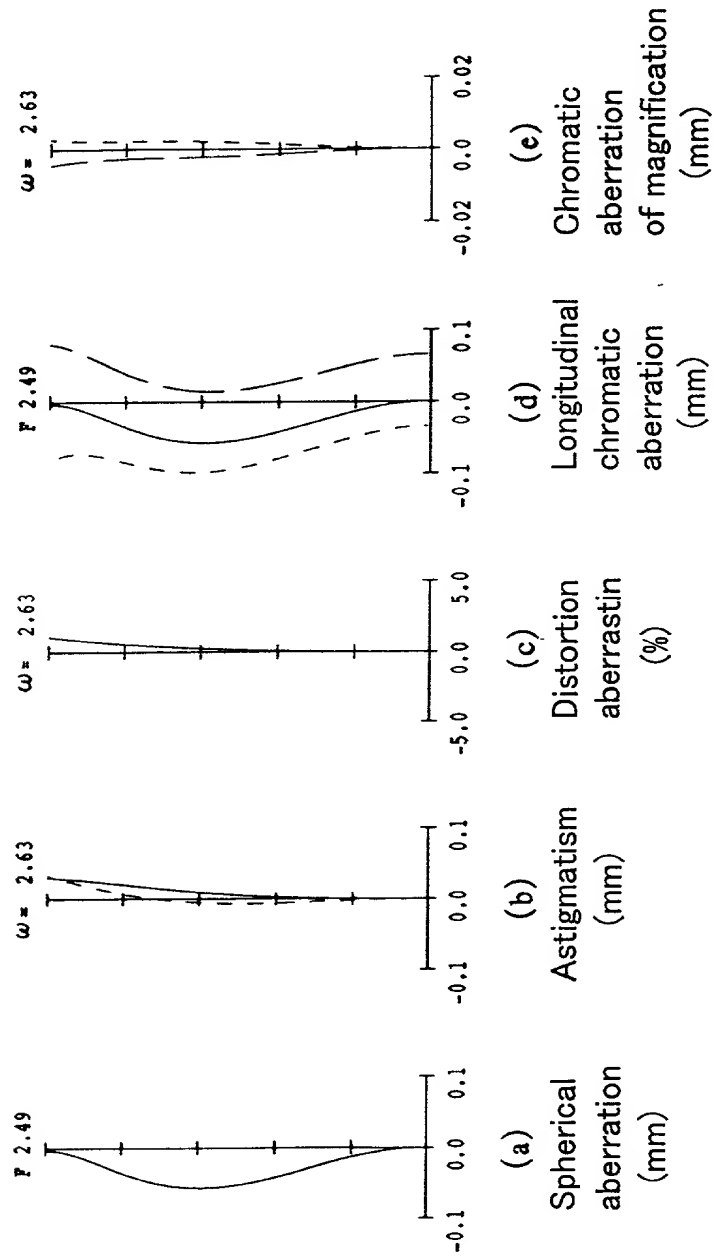 F 2.49
-0.1 0.0 0.1
(a)
Spherical
aberration
(mm)
ω= 2.63
-0.1 0.0 0.1
(b)
Astigmatism
(mm)
ω= 2.63
-5.0 0.0 5.0
(c)
Distortion
aberrastin
(%)
F 2.49
-0.1 0.0 0.1
(d)
Longitudinal
chromatic
aberration
(mm)
ω= 2.63
-0.02 0.0 0.02
(e)
Chromatic
aberration
of magnification
(mm)